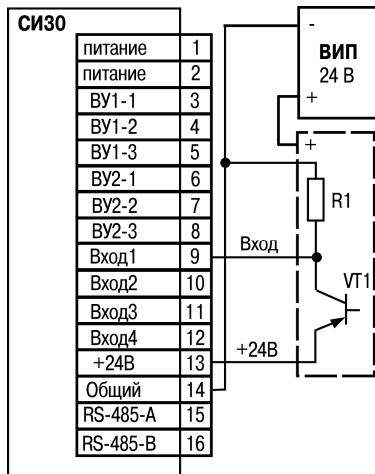 СИ30
питание 1
питание 2
ВУ1-1 3
ВУ1-2 4
ВУ1-3 5
ВУ2-1 6
ВУ2-2 7
ВУ2-3 8
Вход1 9
Вход2 10
Вход3 11
Вход4 12
+24В 13
Общий 14
RS-485-А 15
RS-485-В 16
Вход
+24В
-
ВИП
24 В
+
+
R1
VT1